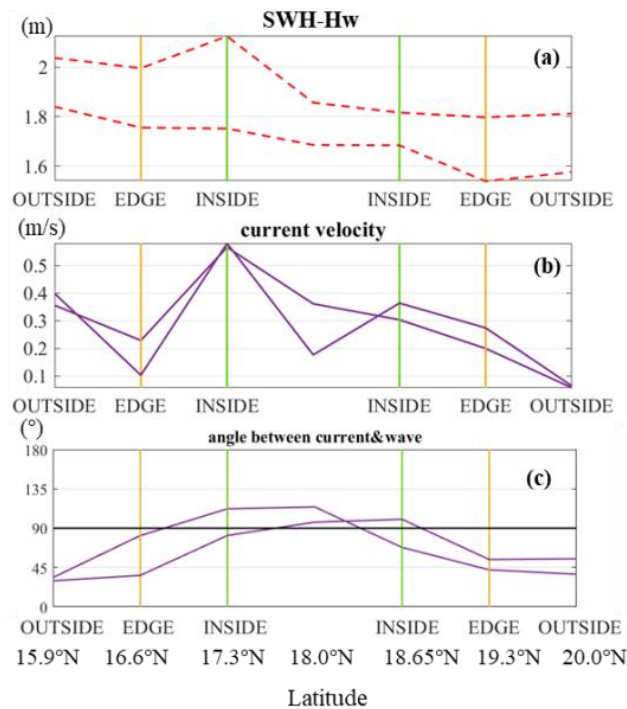 (m)
SWH-Hw
(a)
2
1.8
1.6
OUTSIDE EDGE INSIDE INSIDE EDGE OUTSIDE
(m/s)
current velocity
(b)
0.5
0.4
0.3
0.2
0.1
OUTSIDE EDGE INSIDE INSIDE EDGE OUTSIDE
(°)
angle between current&wave
(c)
180
135
90
45
0
OUTSIDE EDGE INSIDE INSIDE EDGE OUTSIDE
15.9°N 16.6°N 17.3°N 18.0°N 18.65°N 19.3°N 20.0°N
Latitude